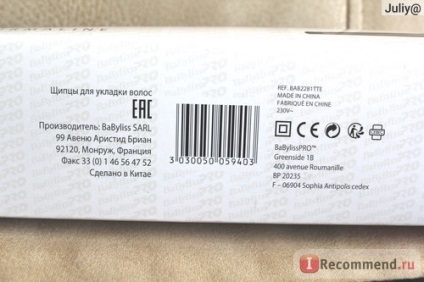 Juliy@
Щипцы для укладки волос
EAC
Производитель: BaByliss SARL
99 Авеню Аристид Бриан
92120, Монруж, Франция
Факс 33 (0) 1 46 56 47 52
Сделано в Китае
3 030050 059403
REF. BAB2281TTE
MADE IN CHINA
FABRIQUÉ EN CHINE
230V~
CE
BaBylissPRO™
Greenside 1B
400 avenue Roumanille
BP 20235
F – 06904 Sophia Antipolis cedex
IRecommend.ru